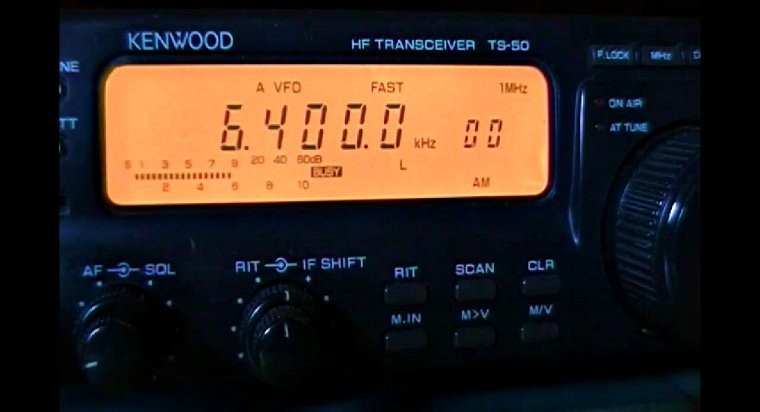 KENWOOD
HF TRANSCEIVER TS-50
F.LOCK
MHz
NE
A VFO
FAST
1MHz
ON AIR
TT
6.400.0 kHz
00
AT TUNE
S 1 3 5 7 9 20 40 60dB
BUSY
L
2 4 6 8 10
AM
AF
SQL
RIT
IF SHIFT
RIT
SCAN
CLR
M.IN
M>V
M/V